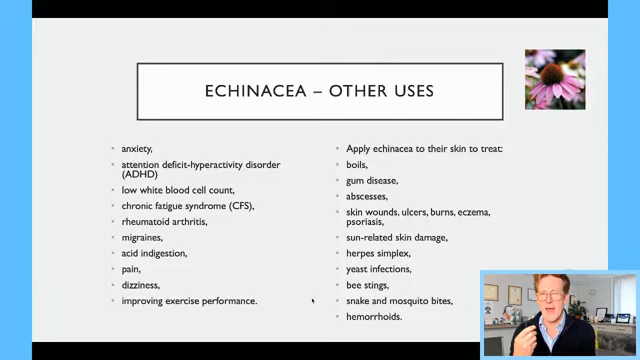 ECHINACEA – OTHER USES
anxiety,
attention deficit-hyperactivity disorder
(ADHD)
low white blood cell count,
chronic fatigue syndrome (CFS),
rheumatoid arthritis,
migraines,
acid indigestion,
pain,
dizziness,
improving exercise performance.
Apply echinacea to their skin to treat:
boils,
gum disease,
abscesses,
skin wounds, ulcers, burns, eczema,
psoriasis,
sun-related skin damage,
herpes simplex,
yeast infections,
bee stings,
snake and mosquito bites,
hemorrhoids.